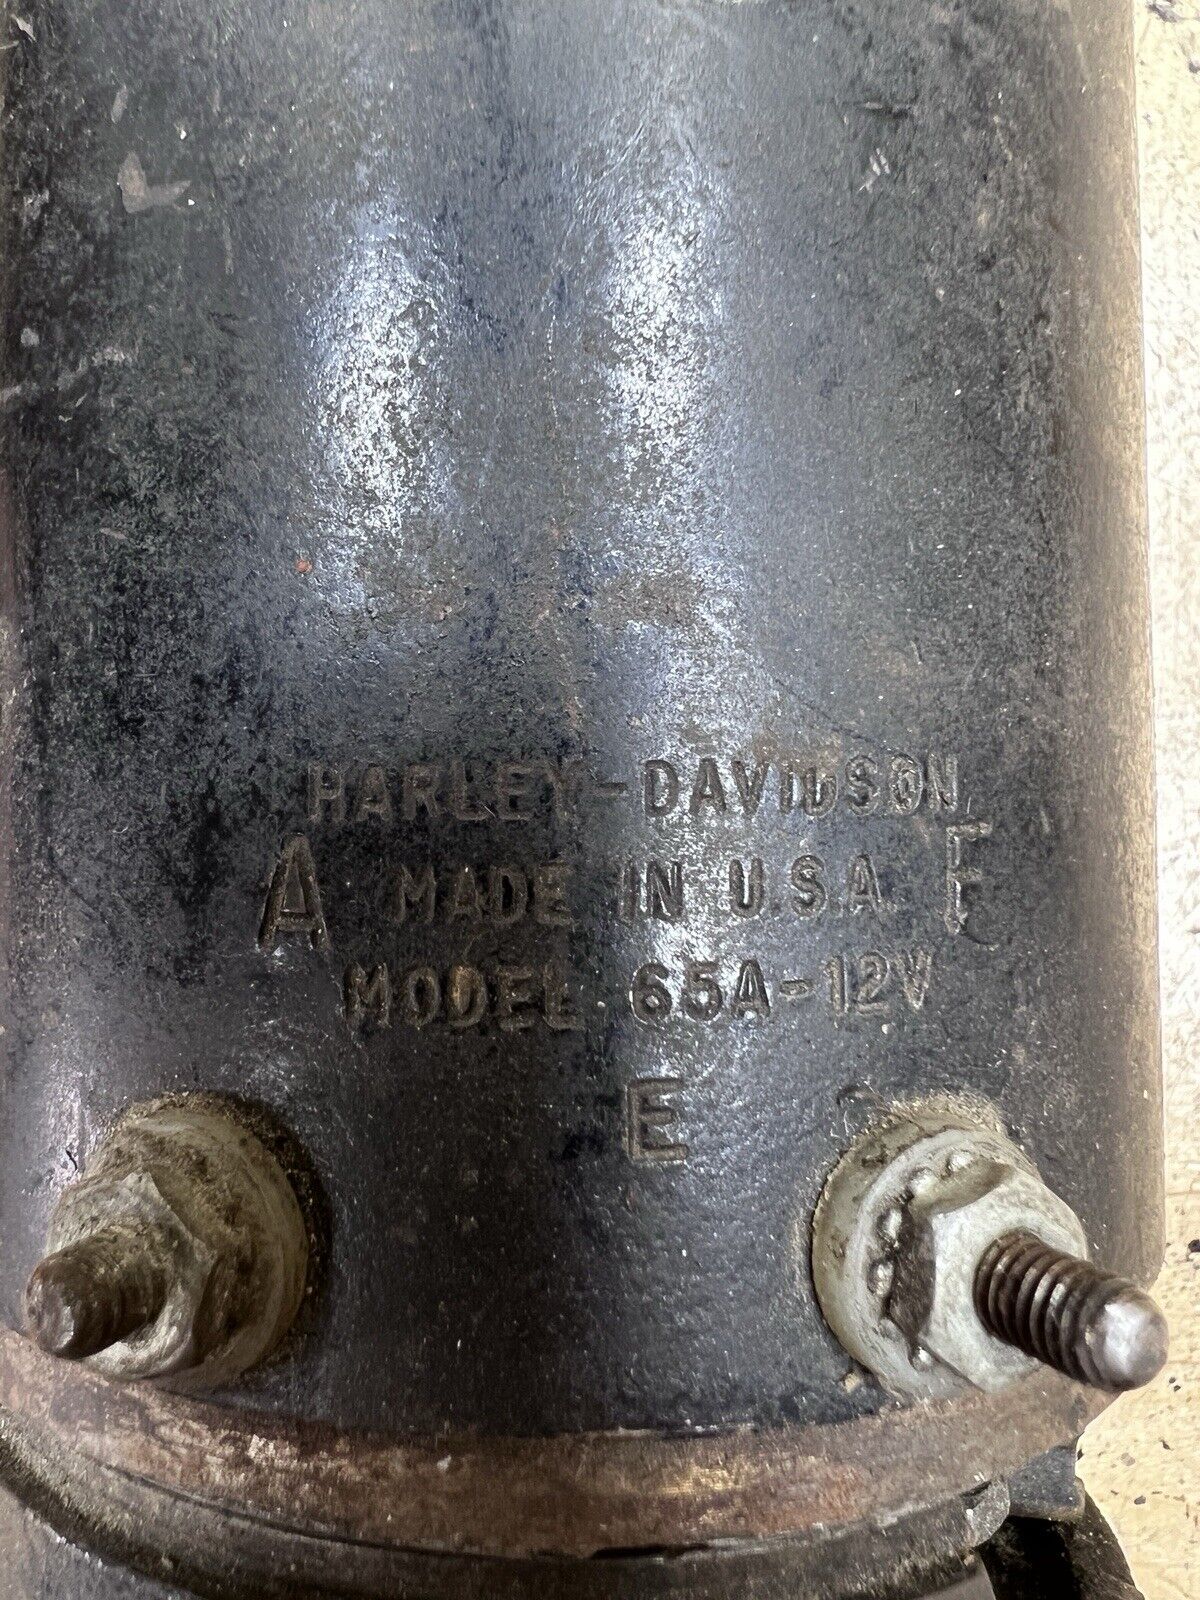 HARLEY-DAVIDSON
A MADE IN U.S.A. F
MODEL 65A-12V
E